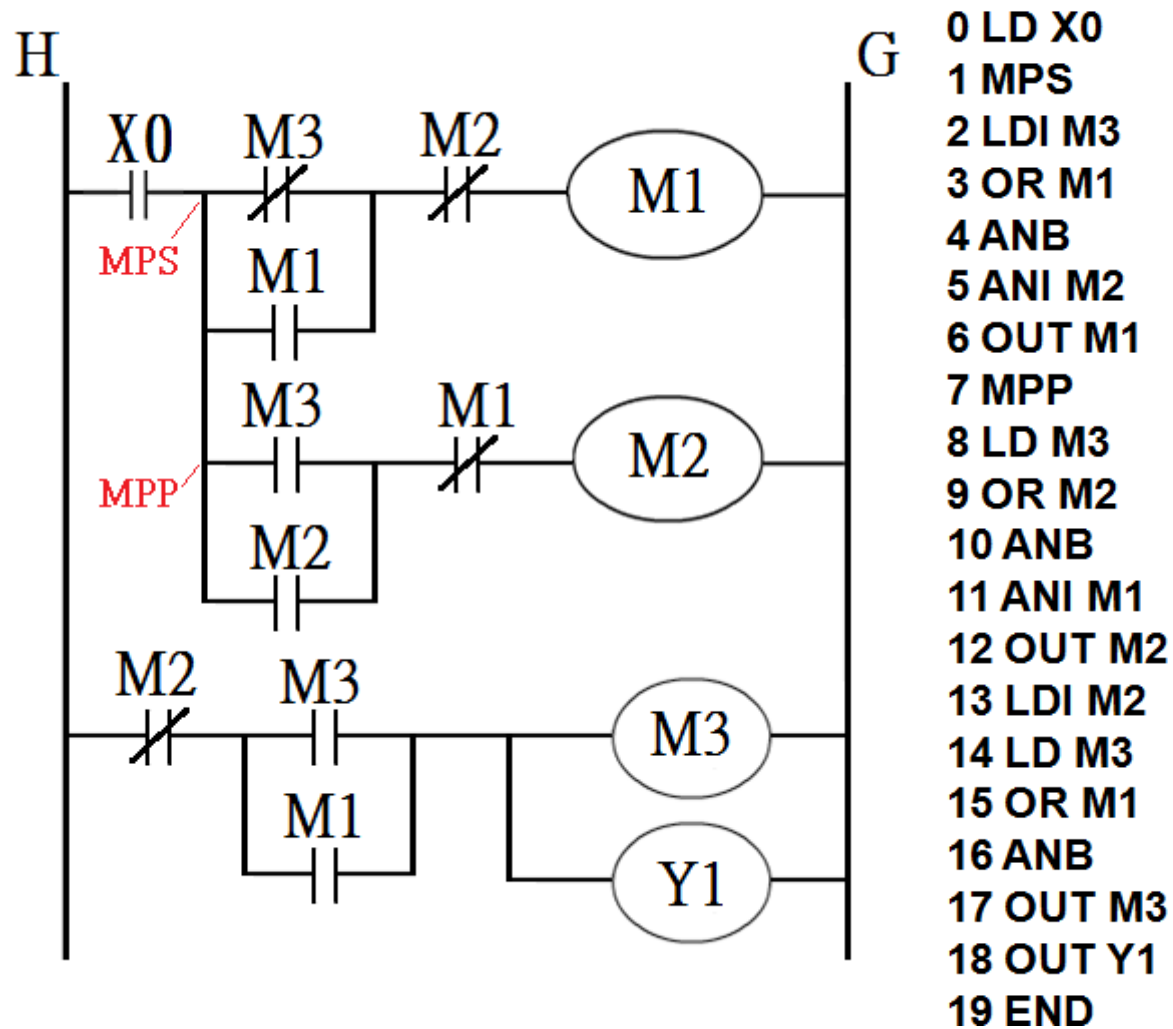 H
G
X0
M3
M2
M1
MPS
M1
M3
M1
M2
MPP
M2
M2
M3
M3
M1
Y1
0 LD X0
1 MPS
2 LDI M3
3 OR M1
4 ANB
5 ANI M2
6 OUT M1
7 MPP
8 LD M3
9 OR M2
10 ANB
11 ANI M1
12 OUT M2
13 LDI M2
14 LD M3
15 OR M1
16 ANB
17 OUT M3
18 OUT Y1
19 END